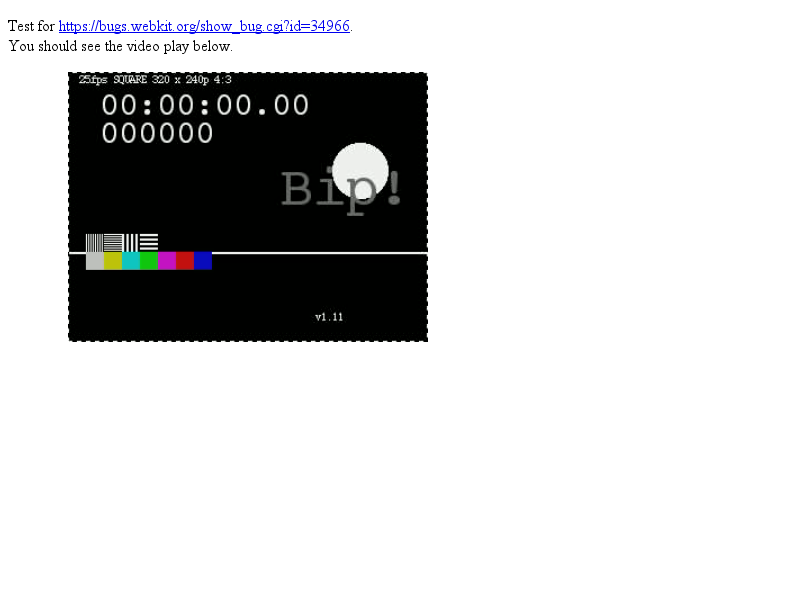 Test for https://bugs.webkit.org/show_bug.cgi?id=34966.
You should see the video play below.
25fps SQUARE 320 x 240p 4:3
00:00:00.00
000000
Bip!
v1.11